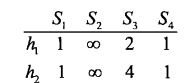 S₁ S₂ S₃ S₄
h₁ 1 ∞ 2 1
h₂ 1 ∞ 4 1